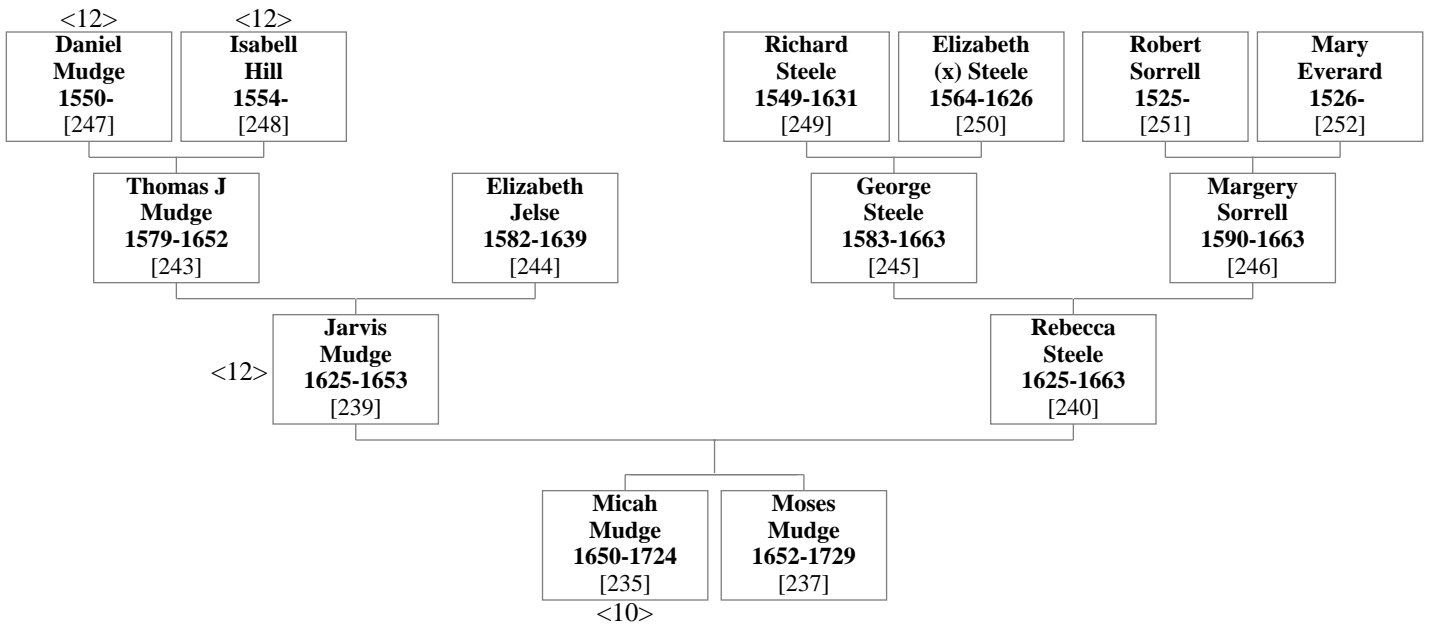 <12>
<12>
Daniel
Mudge
1550-
[247]
Isabell
Hill
1554-
[248]
Richard
Steele
1549-1631
[249]
Elizabeth
(x) Steele
1564-1626
[250]
Robert
Sorrell
1525-
[251]
Mary
Everard
1526-
[252]
Thomas J
Mudge
1579-1652
[243]
Elizabeth
Jelse
1582-1639
[244]
George
Steele
1583-1663
[245]
Margery
Sorrell
1590-1663
[246]
<12>
Jarvis
Mudge
1625-1653
[239]
Rebecca
Steele
1625-1663
[240]
Micah
Mudge
1650-1724
[235]
<10>
Moses
Mudge
1652-1729
[237]